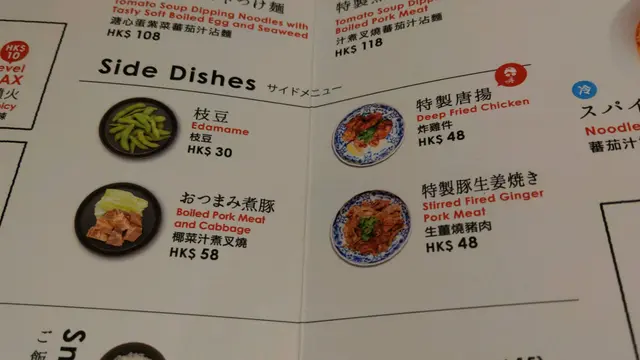 Tomato Soup Dipping Noodles with
Tasty Soft Boiled Egg and Seaweed
溏心蛋紫菜蕃茄汁沾麵
HK$ 108
Tomato Soup Dipping
Boiled Pork Meat
汁煮叉燒蕃茄汁沾麵
HK$ 118
HK$
10
Side Dishes サイドメニュー
枝豆
Edamame
枝豆
HK$ 30
特製唐揚
Deep Fried Chicken
炸雞件
HK$ 48
おつまみ煮豚
Boiled Pork Meat
and Cabbage
椰菜汁煮叉燒
HK$ 58
特製豚生姜焼き
Stirred Fired Ginger
Pork Meat
生薑燒豬肉
HK$ 48
冷
スパイ
Noodle
蕃茄汁
ご飯